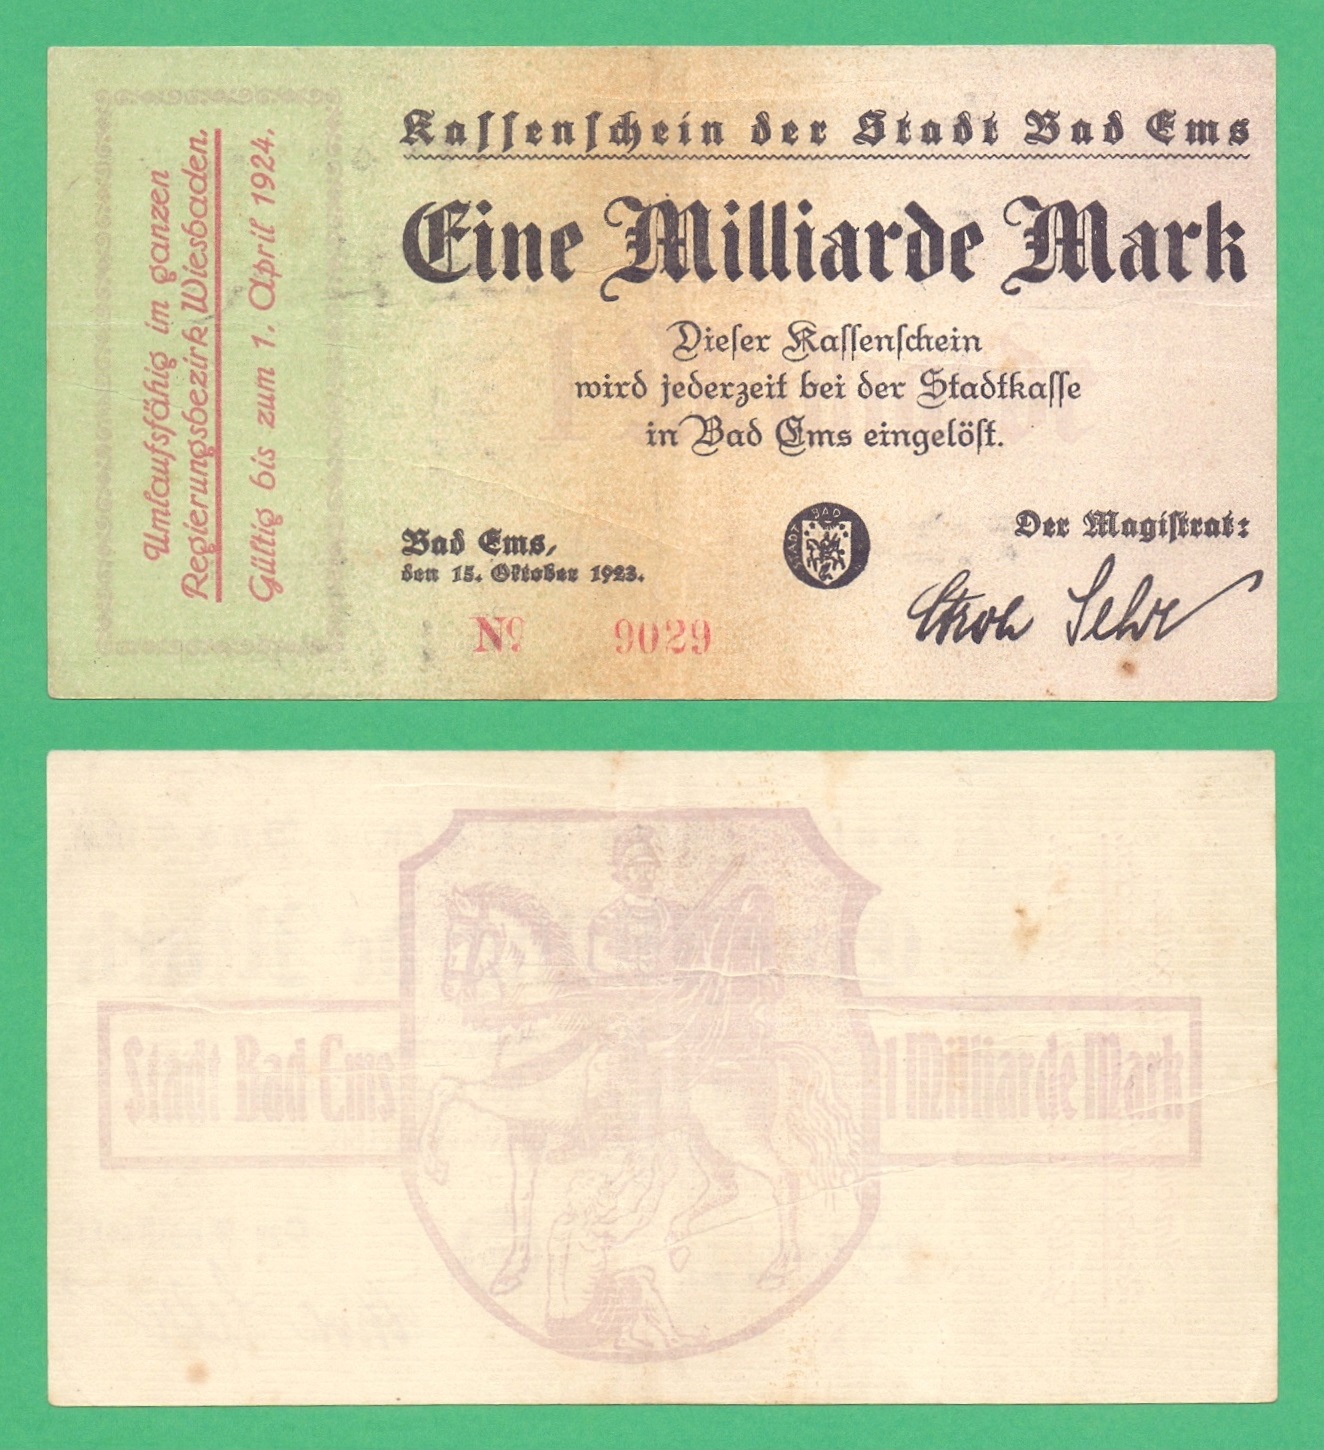 Umlaufsfähig im ganzen
Regierungsbezirk Wiesbaden.
Gültig bis zum 1. April 1924.
Kaſſenſchein der Stadt Bad Ems
Eine Milliarde Mark
Dieſer Kaſſenſchein
wird jederzeit bei der Stadtkaſſe
in Bad Ems eingelöſt.
Bad Ems,
den 15. Oktober 1923.
STADT BAD
Der Magiſtrat:
No 9029
Stadt Bad Ems
1 Milliarde Mark